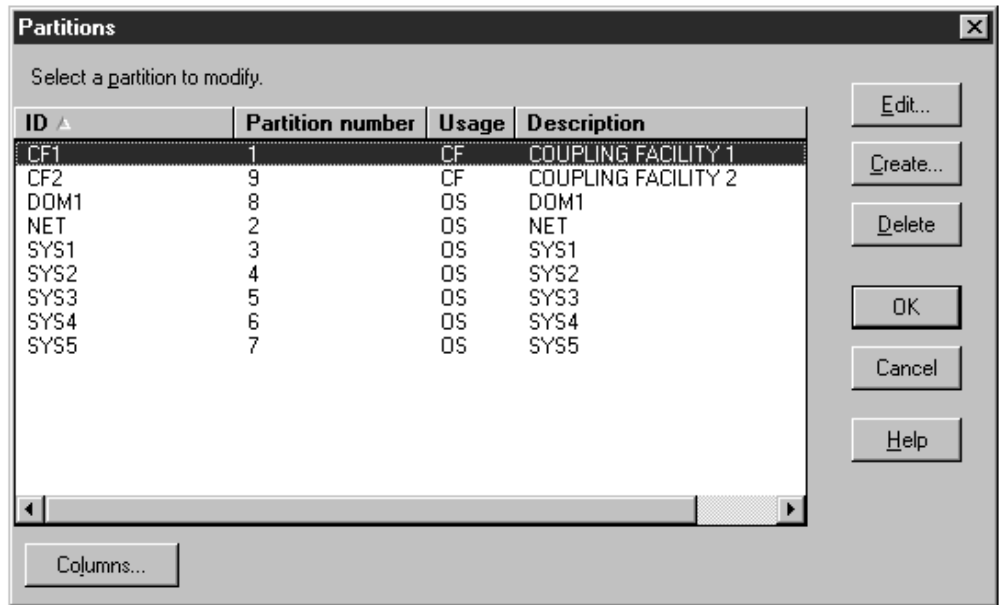 Partitions
Select a partition to modify.
ID Partition number Usage Description
CF1 1 CF COUPLING FACILITY 1
CF2 9 CF COUPLING FACILITY 2
DOM1 8 OS DOM1
NET 2 OS NET
SYS1 3 OS SYS1
SYS2 4 OS SYS2
SYS3 5 OS SYS3
SYS4 6 OS SYS4
SYS5 7 OS SYS5
Edit...
Create...
Delete
OK
Cancel
Help
Columns...